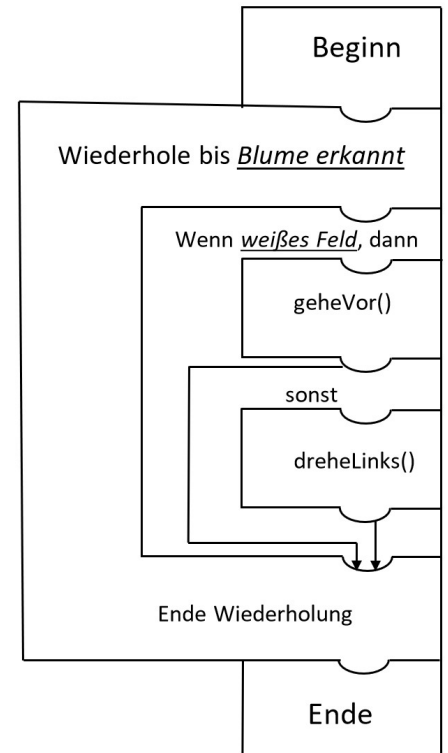 Beginn
Wiederhole bis Blume erkannt
Wenn weißes Feld, dann
geheVor()
sonst
dreheLinks()
Ende Wiederholung
Ende